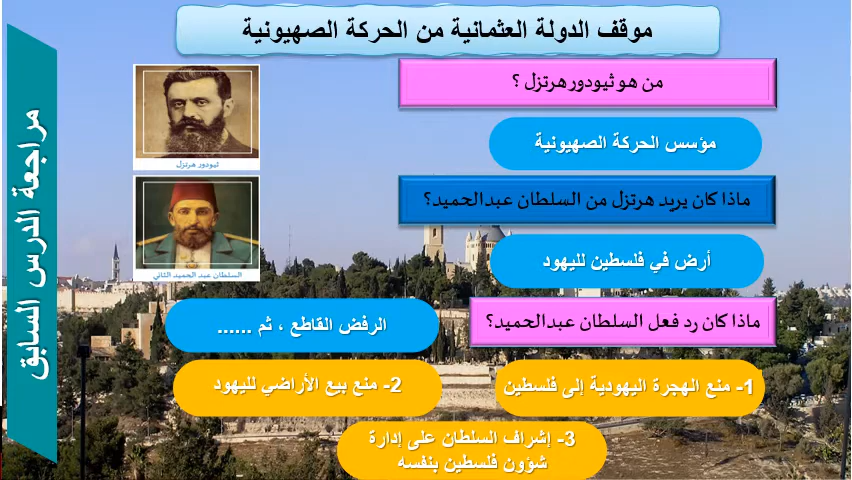 موقف الدولة العثمانية من الحركة الصهيونية
مراجعة الدرس السابق
من هو ثيودور هرتزل ؟
ثيودور هرتزل
مؤسس الحركة الصهيونية
ماذا كان يريد هرتزل من السلطان عبدالحميد؟
السلطان عبد الحميد الثاني
أرض في فلسطين لليهود
ماذا كان رد فعل السلطان عبدالحميد؟
الرفض القاطع ، ثم ......
1- منع الهجرة اليهودية إلى فلسطين
2- منع بيع الأراضي لليهود
3- إشراف السلطان على إدارة
شؤون فلسطين بنفسه